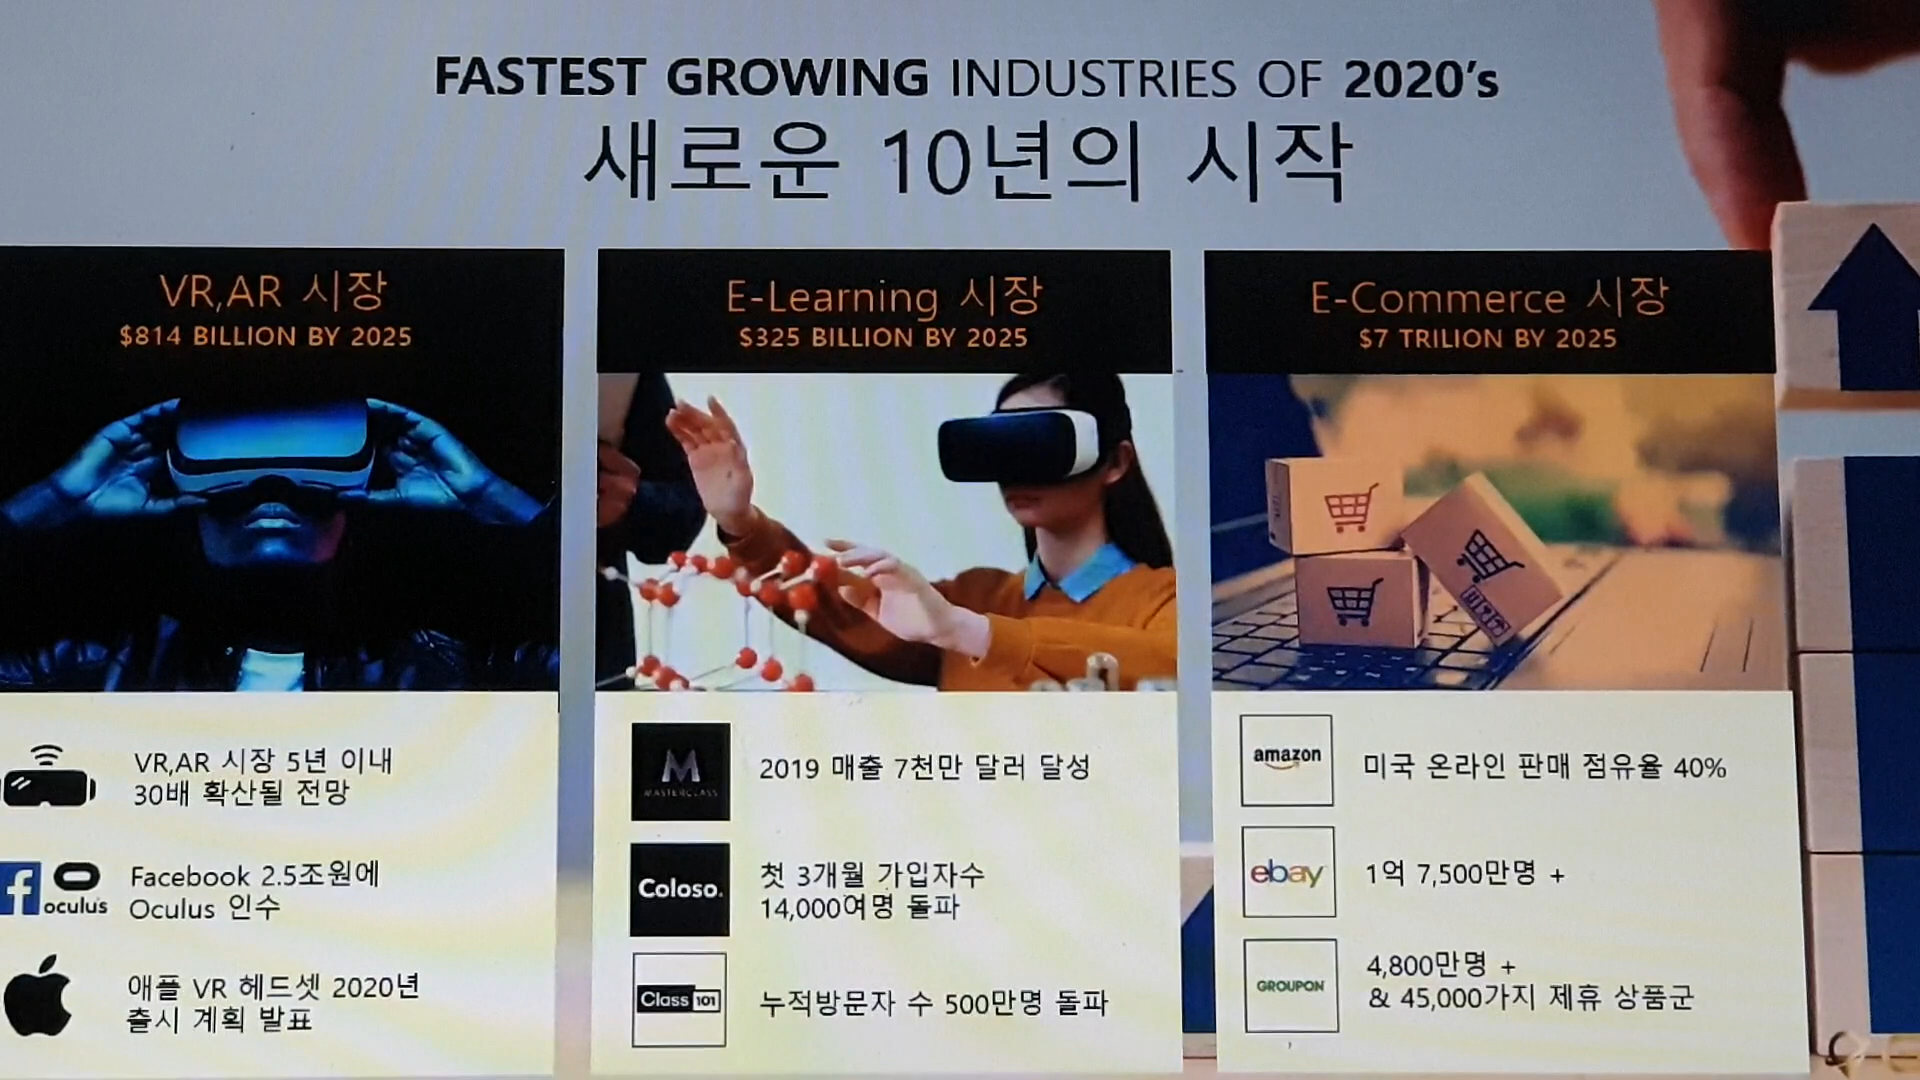 FASTEST GROWING INDUSTRIES OF 2020's
새로운 10년의 시작
VR,AR 시장
$814 BILLION BY 2025
VR,AR 시장 5년 이내
30배 확산될 전망
f
oculus
Facebook 2.5조원에
Oculus 인수
애플 VR 헤드셋 2020년
출시 계획 발표
E-Learning 시장
$325 BILLION BY 2025
M
MASTERCLASS
2019 매출 7천만 달러 달성
Coloso.
첫 3개월 가입자수
14,000여명 돌파
Class 101
누적방문자 수 500만명 돌파
E-Commerce 시장
$7 TRILION BY 2025
amazon
미국 온라인 판매 점유율 40%
ebay
1억 7,500만명 +
GROUPON
4,800만명 +
& 45,000가지 제휴 상품군